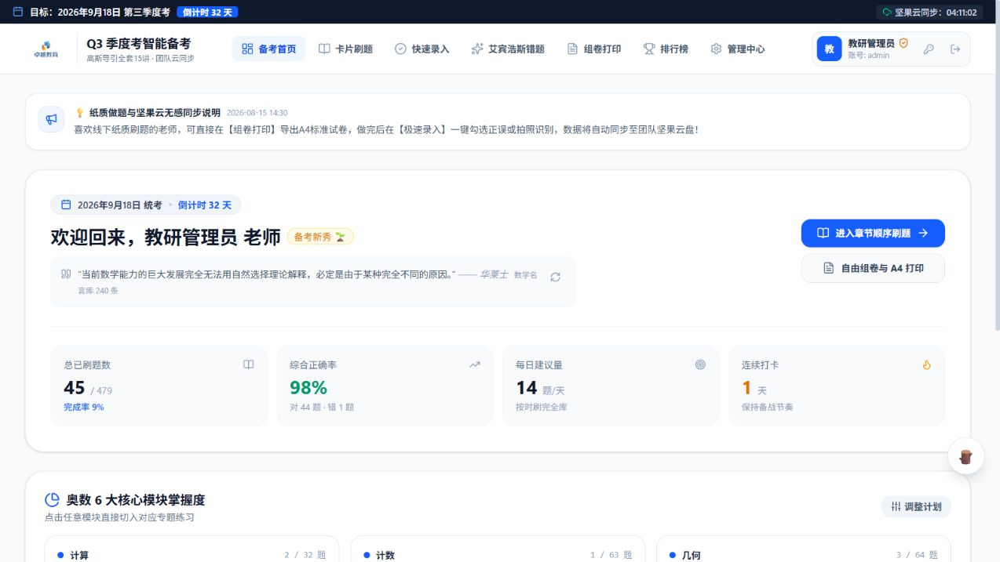 目标：2026年9月18日 第三季度考 倒计时 32 天
坚果云同步：04:11:02
卓越教育
Q3 季度考智能备考
高斯导引全套15讲 · 团队云同步
备考首页
卡片刷题
快速录入
艾宾浩斯错题
组卷打印
排行榜
管理中心
教
教研管理员
账号: admin
💡 纸质做题与坚果云无感同步说明 2026-08-15 14:30
喜欢线下纸质刷题的老师，可直接在【组卷打印】导出A4标准试卷，做完后在【极速录入】一键勾选正误或拍照识别，数据将自动同步至团队坚果云盘！
2026年9月18日 统考 • 倒计时 32 天
欢迎回来，教研管理员 老师 备考新秀 🌱
“当前数学能力的巨大发展完全无法用自然选择理论解释，必定是由于某种完全不同的原因。” —— 华莱士 数学名
言库 240 条
进入章节顺序刷题 →
自由组卷与 A4 打印
总已刷题数
45 / 479
完成率 9%
综合正确率
98%
对 44 题 · 错 1 题
每日建议量
14 题/天
按时刷完全库
连续打卡
1 天
保持备战节奏
奥数 6 大核心模块掌握度
点击任意模块直接切入对应专题练习
调整计划
计算 2 / 32 题
计数 1 / 63 题
几何 3 / 64 题